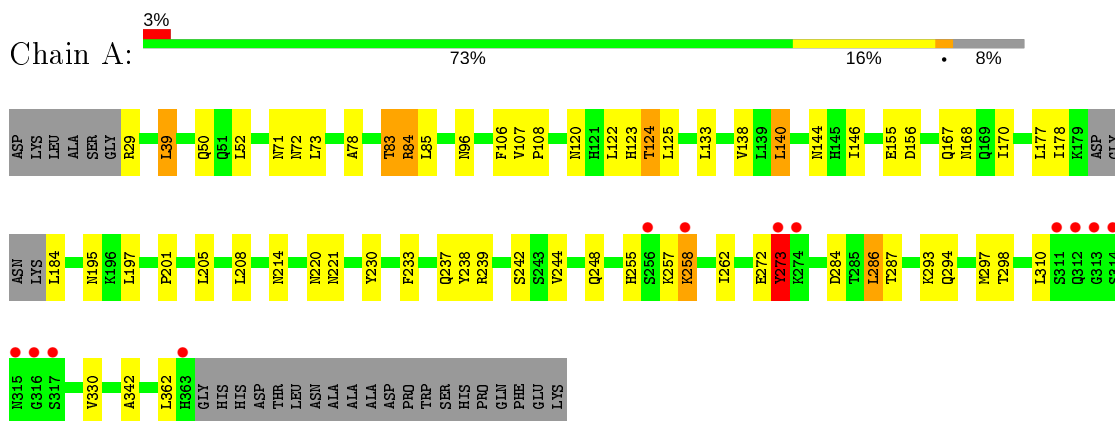 3%
Chain A:
73% 16% • 8%
ASP LYS LEU ALA SER GLY R29 L39 Q50 Q51 L52 N71 N72 L73 A78 T83 R84 L85 N96 F106 V107 P108 N120 H121 L122 H123 T124 L125 L133 V138 L139 L140 N144 H145 I146 E155 D156 Q167 N168 Q169 I170 L177 I178 K179 ASP GLY
ASN LYS L184 N195 K196 L197 P201 L205 L208 N214 N220 N221 Y230 F233 Q237 Y238 R239 S242 S243 V244 Q248 H255 S256 K257 K258 I262 E272 Y273 K274 D284 T285 L286 T287 K293 Q294 M297 T298 L310 S311 Q312 G313 S314
N315 G316 S317 V330 A342 L362 H363 GLY HIS HIS ASP THR LEU ASN ALA ALA ALA ASP PRO TRP SER HIS PRO GLN PHE GLU LYS